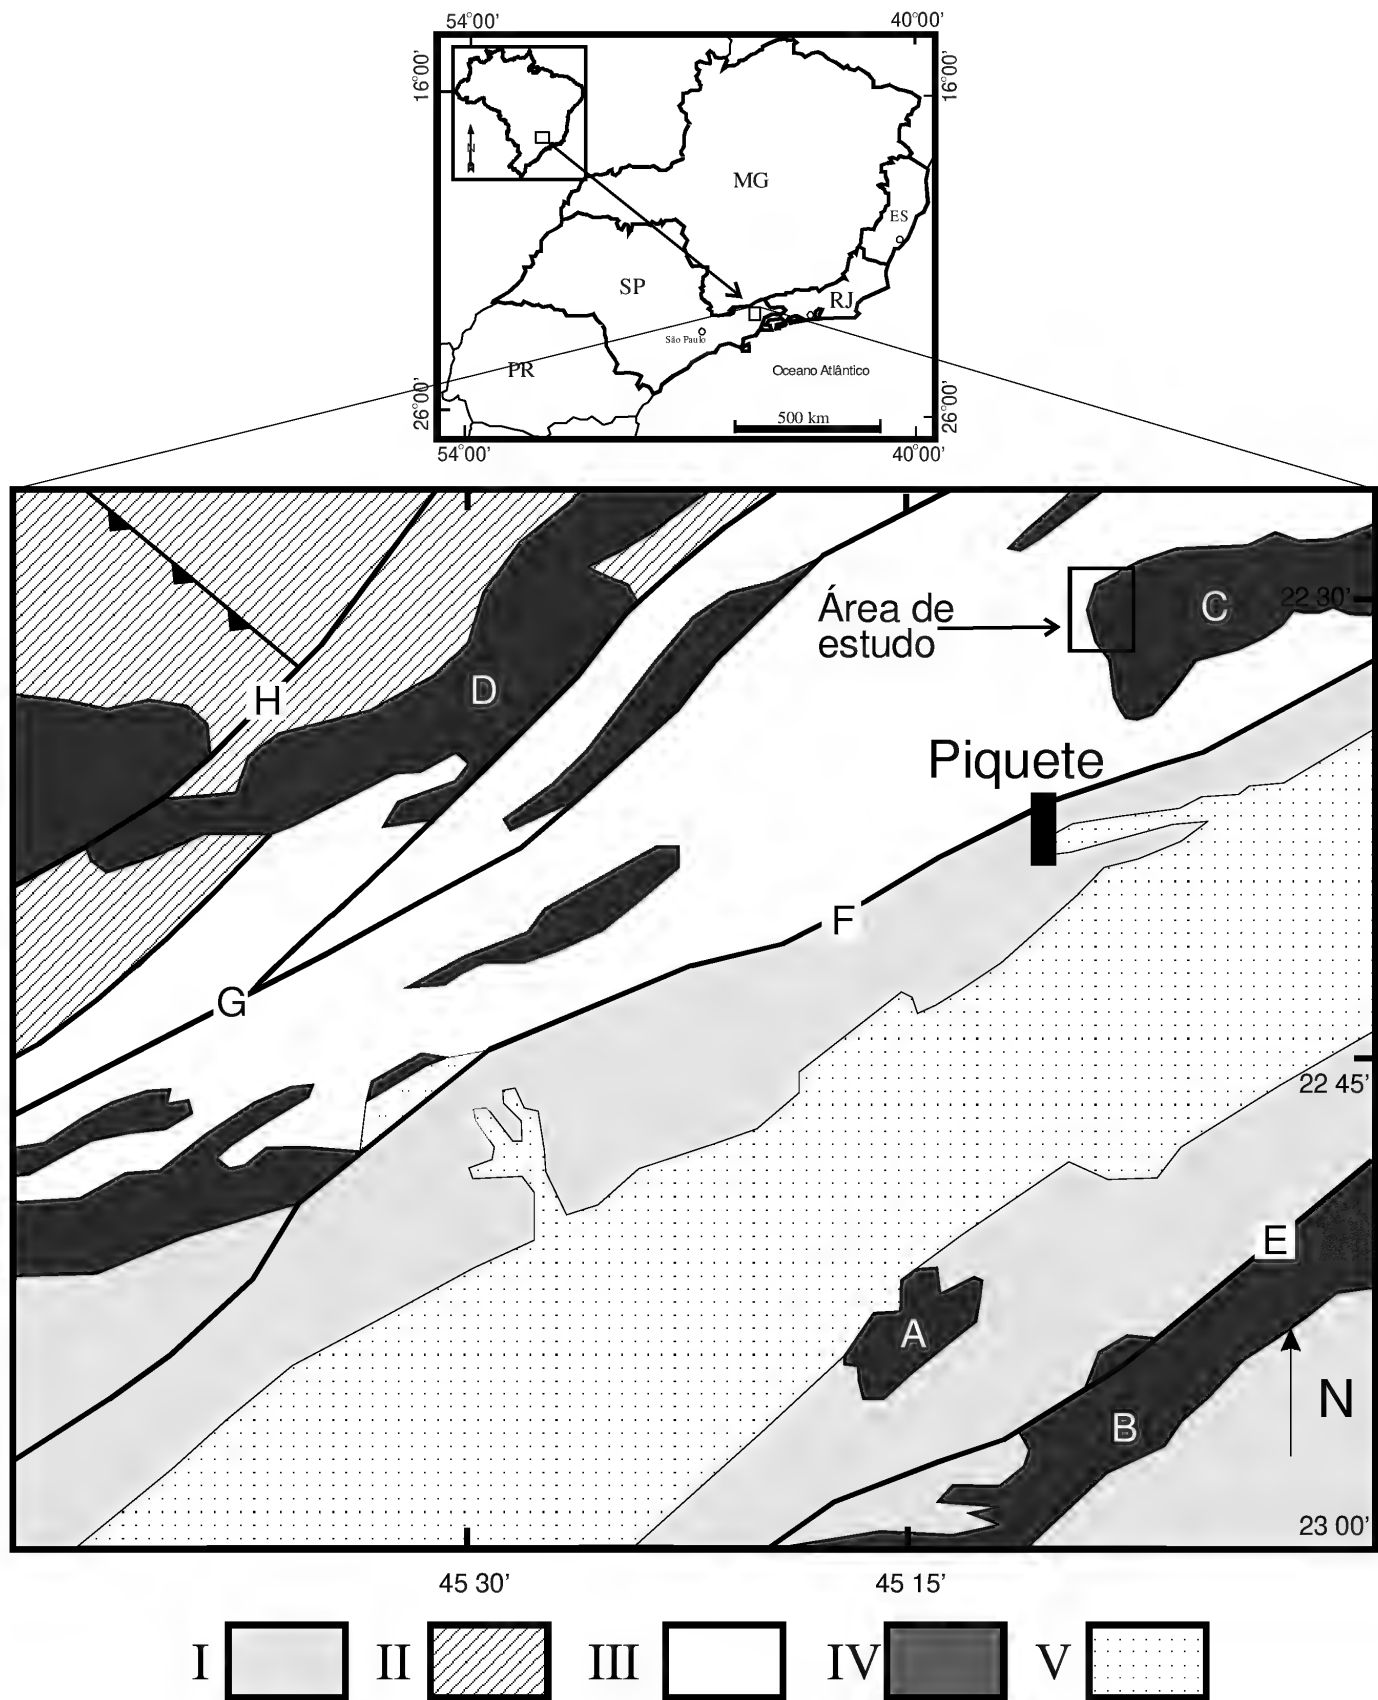 54°00'
40°00'
16°00'
16°00'
N
MG
ES
SP
RJ
São Paulo
PR
Oceano Atlântico
26°00'
26°00'
500 km
54°00'
40°00'
Área de
estudo
C
22 30'
D
H
Piquete
F
G
22 45'
E
A
B
N
23 00'
45 30'
45 15'
I
II
III
IV
V